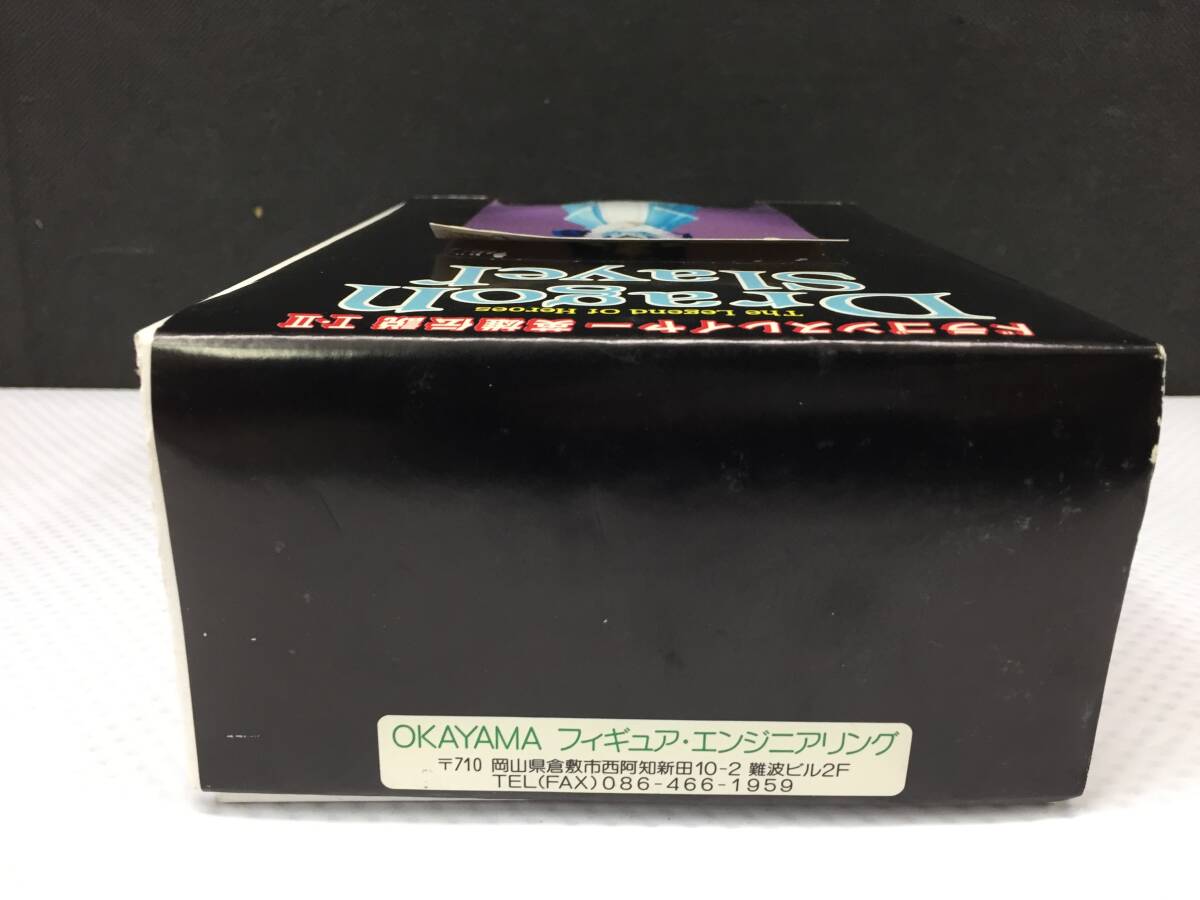 Dragon
Slayer
The Legend Of Heroes
ドラゴンスレイヤー 英雄伝説 I・II
OKAYAMA フィギュア・エンジニアリング
〒710 岡山県倉敷市西阿知新田10-2 難波ビル2F
TEL(FAX)086-466-1959